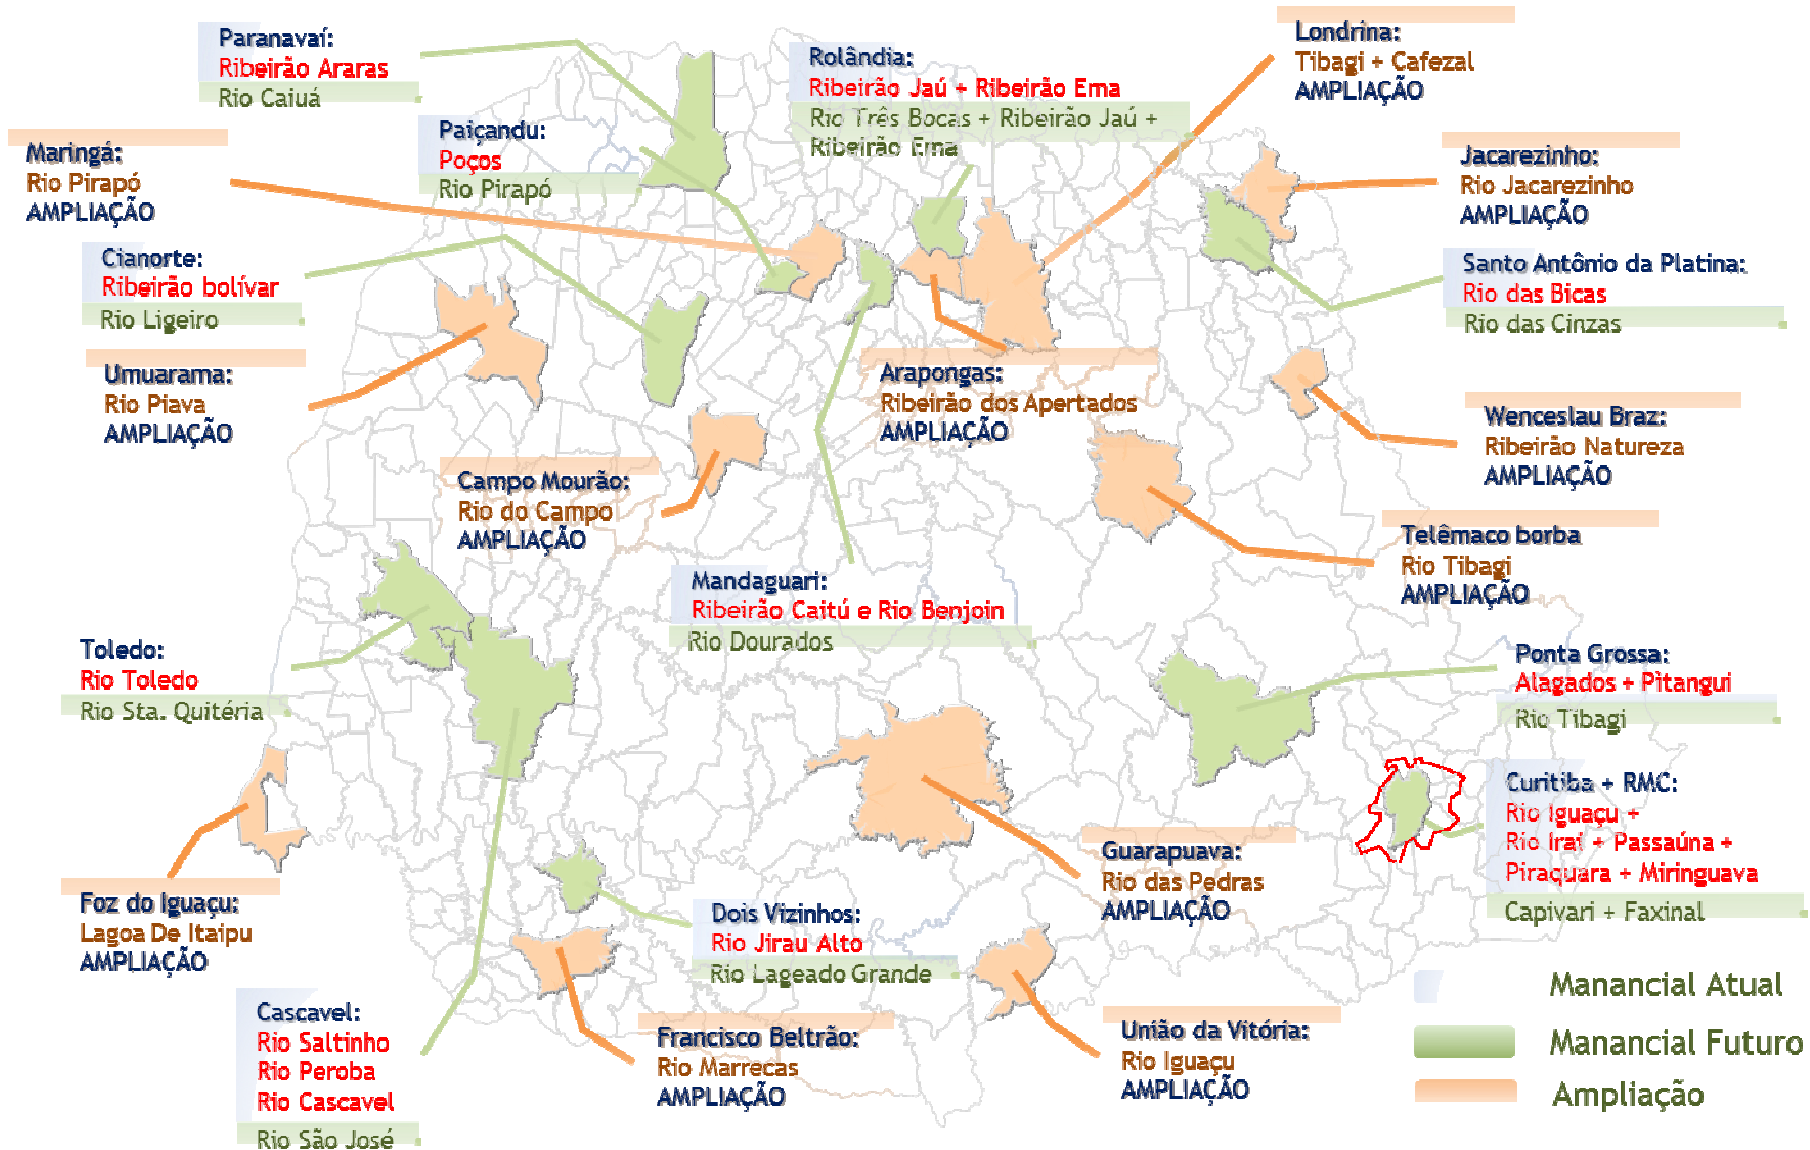 Paranavaí:
Ribeirão Araras
Rio Caiuá
Rolândia:
Ribeirão Jaú + Ribeirão Ema
Rio Três Bocas + Ribeirão Jaú +
Ribeirão Ema
Londrina:
Tibagi + Cafezal
AMPLIAÇÃO
Paiçandu:
Poços
Rio Pirapó
Maringá:
Rio Pirapó
AMPLIAÇÃO
Jacarezinho:
Rio Jacarezinho
AMPLIAÇÃO
Cianorte:
Ribeirão bolívar
Rio Ligeiro
Santo Antônio da Platina:
Rio das Bicas
Rio das Cinzas
Umuarama:
Rio Piava
AMPLIAÇÃO
Arapongas:
Ribeirão dos Apertados
AMPLIAÇÃO
Wenceslau Braz:
Ribeirão Natureza
AMPLIAÇÃO
Campo Mourão:
Rio do Campo
AMPLIAÇÃO
Telêmaco borba
Rio Tibagi
AMPLIAÇÃO
Mandaguari:
Ribeirão Caitú e Rio Benjoin
Rio Dourados
Toledo:
Rio Toledo
Rio Sta. Quitéria
Ponta Grossa:
Alagados + Pitangui
Rio Tibagi
Curitiba + RMC:
Rio Iguaçu +
Rio Iraí + Passaúna +
Piraquara + Miringuava
Capivari + Faxinal
Guarapuava:
Rio das Pedras
AMPLIAÇÃO
Foz do Iguaçu:
Lagoa De Itaipu
AMPLIAÇÃO
Dois Vizinhos:
Rio Jirau Alto
Rio Lageado Grande
Cascavel:
Rio Saltinho
Rio Peroba
Rio Cascavel
Rio São José
Francisco Beltrão:
Rio Marrecas
AMPLIAÇÃO
União da Vitória:
Rio Iguaçu
AMPLIAÇÃO
Manancial Atual
Manancial Futuro
Ampliação